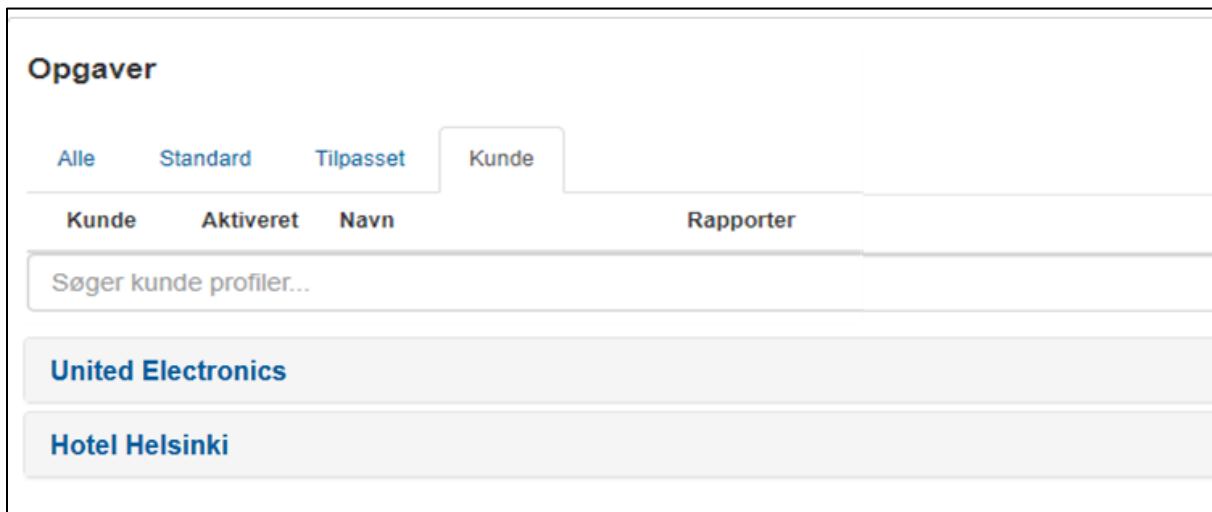 Opgaver
Alle Standard Tilpasset Kunde
Kunde Aktiveret Navn Rapporter
Søger kunde profiler...
United Electronics
Hotel Helsinki